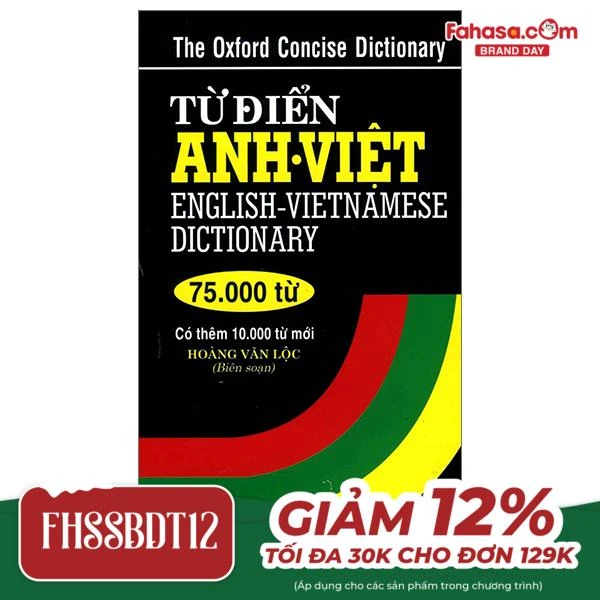 Fahasa.com
BRAND DAY
The Oxford Concise Dictionary
TỪ ĐIỂN
ANH·VIỆT
ENGLISH-VIETNAMESE
DICTIONARY
75.000 từ
Có thêm 10.000 từ mới
HOÀNG VĂN LỘC
(Biên soạn)
FHSSBDT12
GIẢM 12%
TỐI ĐA 30K CHO ĐƠN 129K
(Áp dụng cho các sản phẩm trong chương trình)